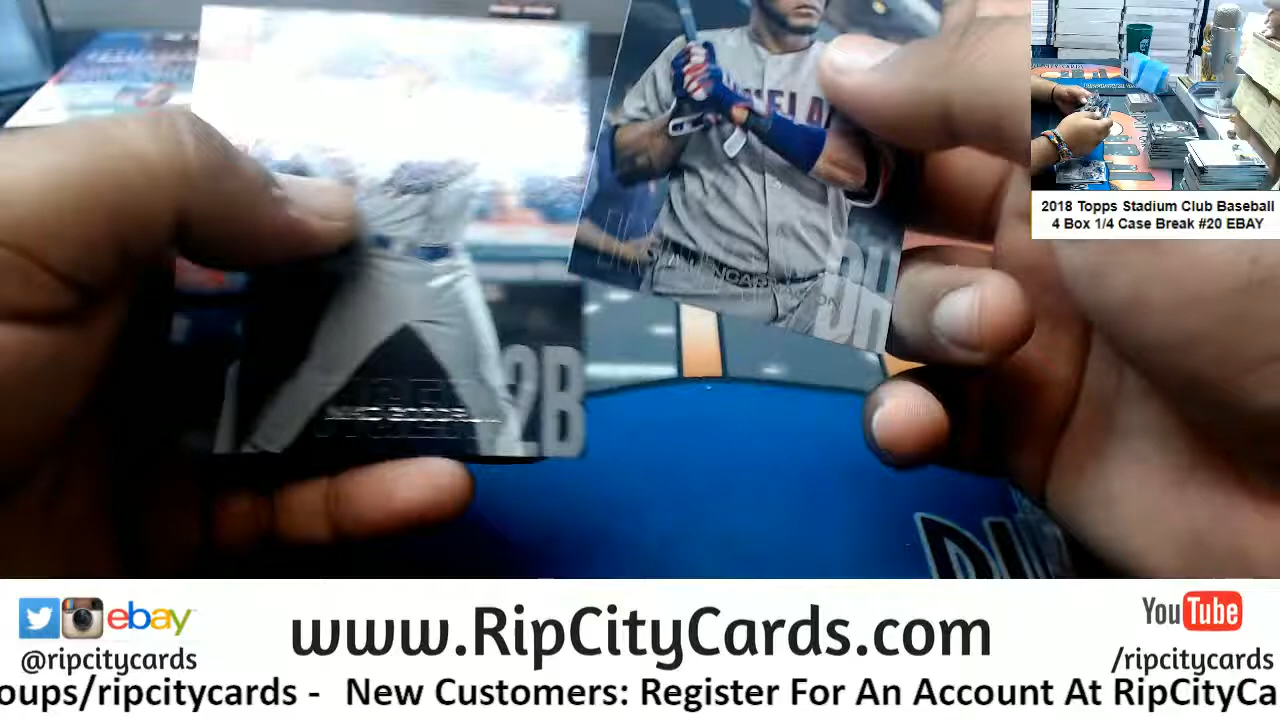 2B
DH
2018 Topps Stadium Club Baseball
4 Box 1/4 Case Break #20 EBAY
ebay
@ripcitycards
www.RipCityCards.com
YouTube
/ripcitycards
oups/ripcitycards - New Customers: Register For An Account At RipCityCa